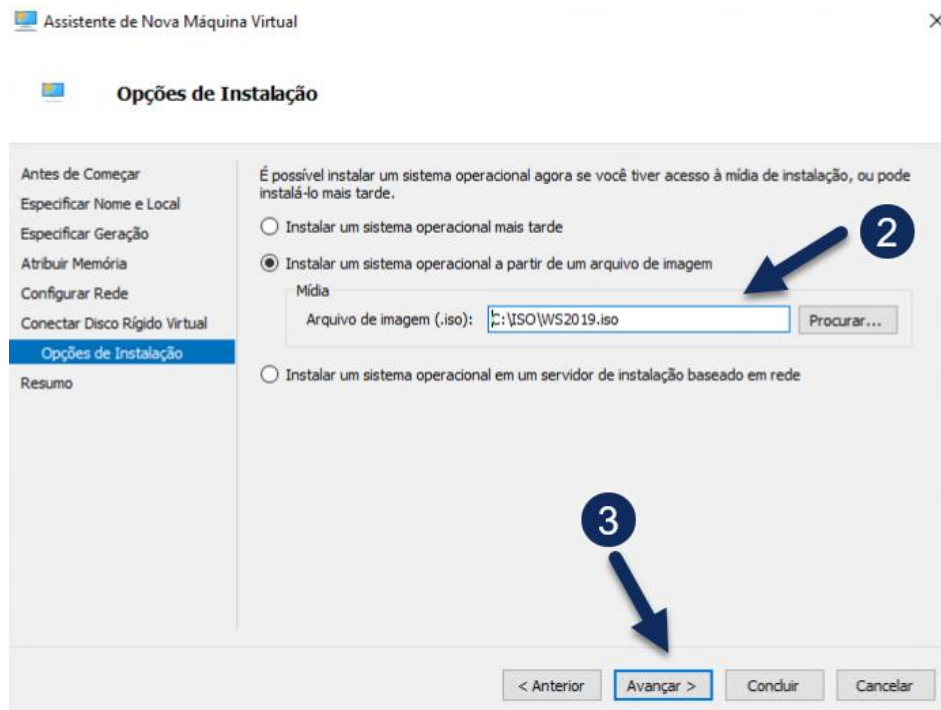 Assistente de Nova Máquina Virtual
Opções de Instalação
Antes de Começar
Especificar Nome e Local
Especificar Geração
Atribuir Memória
Configurar Rede
Conectar Disco Rígido Virtual
Opções de Instalação
Resumo
É possível instalar um sistema operacional agora se você tiver acesso à mídia de instalação, ou pode
instalá-lo mais tarde.
Instalar um sistema operacional mais tarde
2
Instalar um sistema operacional a partir de um arquivo de imagem
Mídia
Arquivo de imagem (.iso): C:\ISO\WS2019.iso Procurar...
Instalar um sistema operacional em um servidor de instalação baseado em rede
3
< Anterior Avançar > Concluir Cancelar